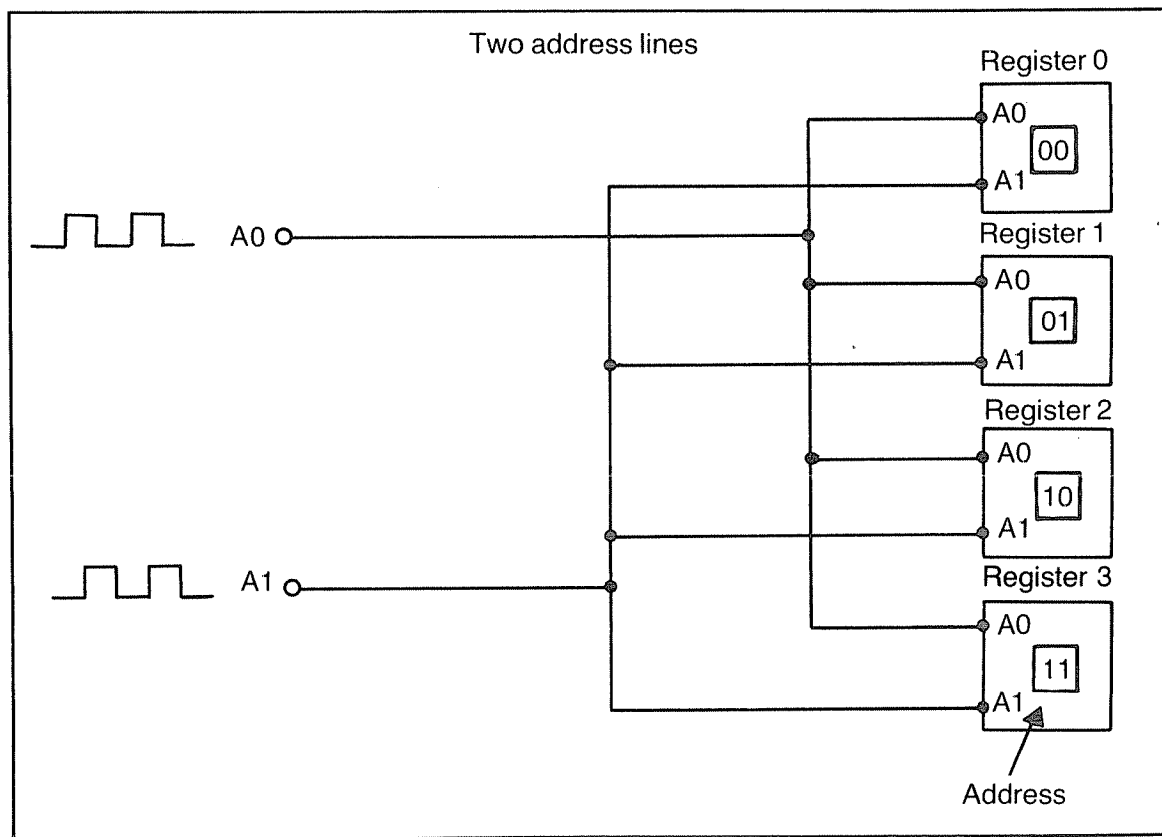 Two address lines
Register 0
A0
00
A1
A0
Register 1
A0
01
A1
Register 2
A0
10
A1
A1
Register 3
A0
11
A1
Address